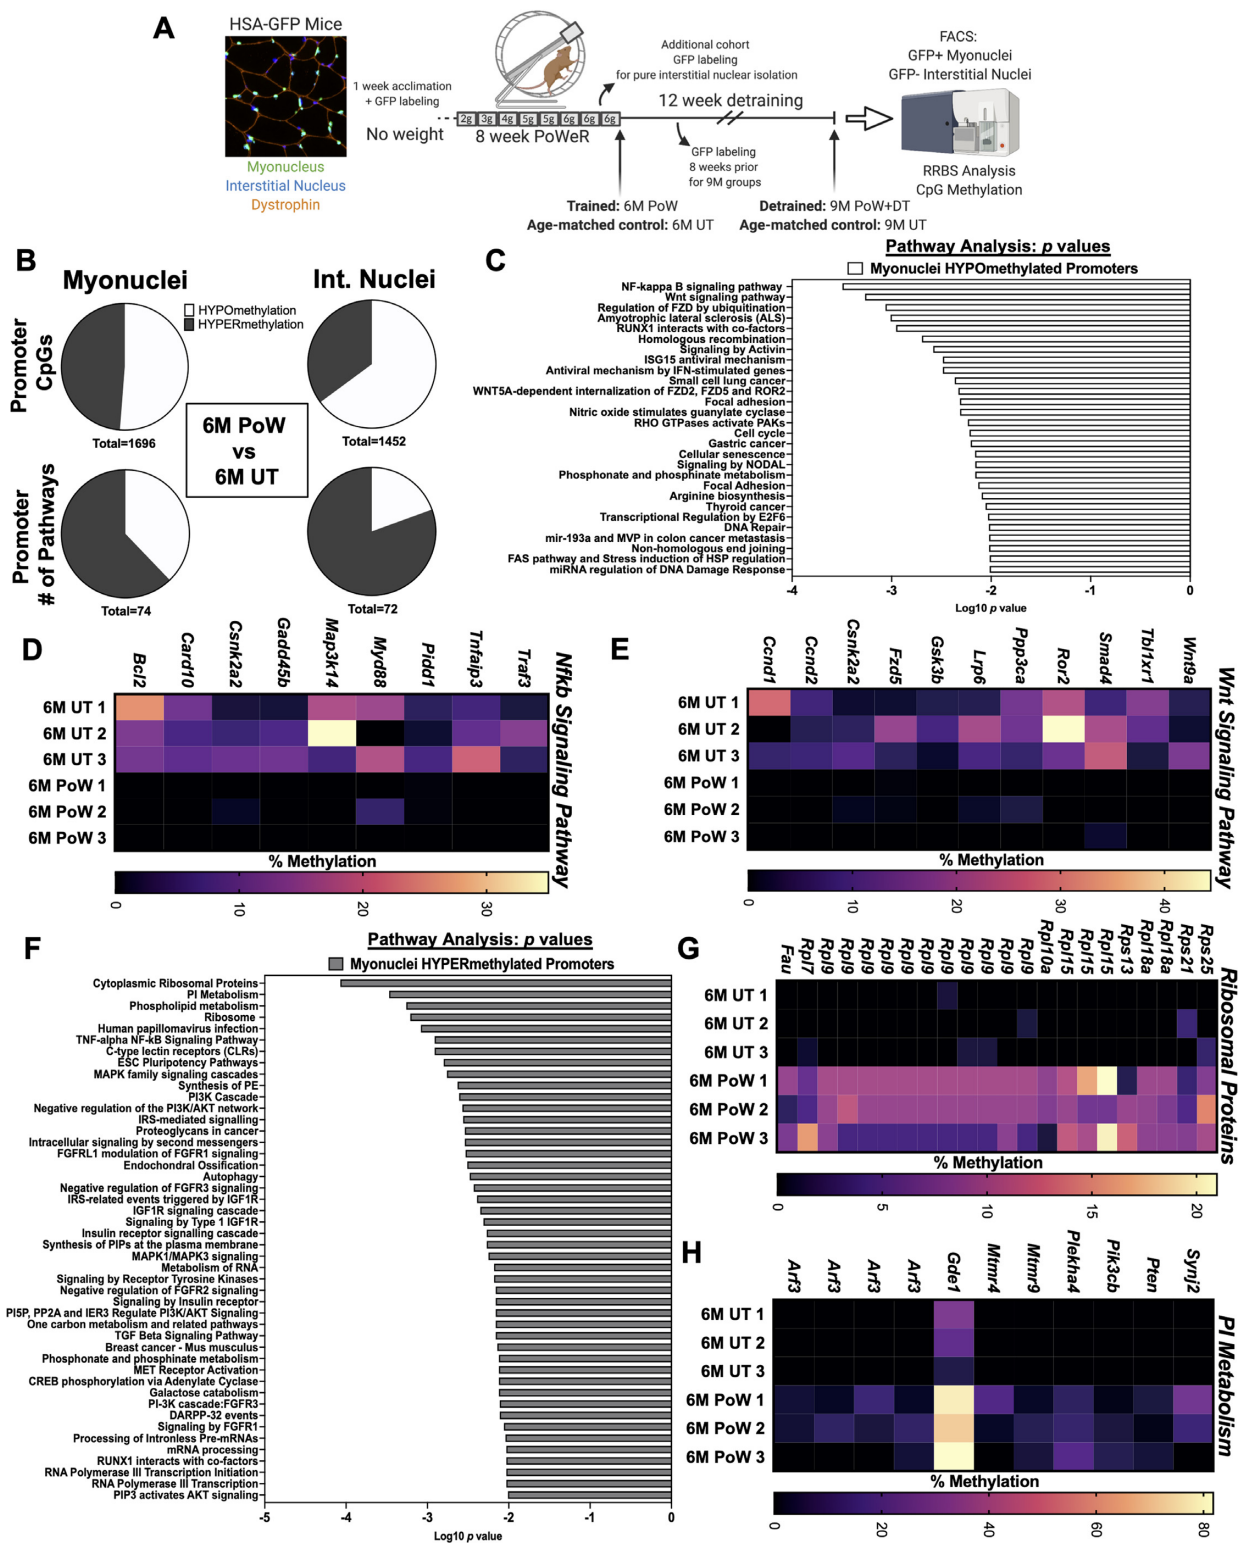 A
HSA-GFP Mice
Myonucleus
Interstitial Nucleus
Dystrophin
1 week acclimation
+ GFP labeling
No weight
2g 3g 4g 5g 5g 6g 6g 6g
8 week PoWeR
Additional cohort
GFP labeling
for pure interstitial nuclear isolation
12 week detraining
GFP labeling
8 weeks prior
for 9M groups
Trained: 6M PoW
Age-matched control: 6M UT
Detrained: 9M PoW+DT
Age-matched control: 9M UT
FACS:
GFP+ Myonuclei
GFP- Interstitial Nuclei
RRBS Analysis
CpG Methylation
B
Myonuclei
Int. Nuclei
HYPOmethylation
HYPERmethylation
Promoter
CpGs
Total=1696
Total=1452
6M PoW
vs
6M UT
Promoter
# of Pathways
Total=74
Total=72
C
Pathway Analysis: p values
Myonuclei HYPOmethylated Promoters
NF-kappa B signaling pathway
Wnt signaling pathway
Regulation of FZD by ubiquitination
Amyotrophic lateral sclerosis (ALS)
RUNX1 interacts with co-factors
Homologous recombination
Signaling by Activin
ISG15 antiviral mechanism
Antiviral mechanism by IFN-stimulated genes
Small cell lung cancer
WNT5A-dependent internalization of FZD2, FZD5 and ROR2
Focal adhesion
Nitric oxide stimulates guanylate cyclase
RHO GTPases activate PAKs
Cell cycle
Gastric cancer
Cellular senescence
Signaling by NODAL
Phosphonate and phosphinate metabolism
Focal Adhesion
Arginine biosynthesis
Thyroid cancer
Transcriptional Regulation by E2F6
DNA Repair
mir-193a and MVP in colon cancer metastasis
Non-homologous end joining
FAS pathway and Stress induction of HSP regulation
miRNA regulation of DNA Damage Response
-4 -3 -2 -1 0
Log10 p value
D
Bcl2 Card10 Csnk2a2 Gadd45b Map3k14 Myd88 Pidd1 Tnfaip3 Traf3
6M UT 1
6M UT 2
6M UT 3
6M PoW 1
6M PoW 2
6M PoW 3
Nfkb Signaling Pathway
% Methylation
0 10 20 30
E
Ccnd1 Ccnd2 Csnk2a2 Fzd5 Gsk3b Lrp6 Ppp3ca Ror2 Smad4 Tbl1xr1 Wnt9a
6M UT 1
6M UT 2
6M UT 3
6M PoW 1
6M PoW 2
6M PoW 3
Wnt Signaling Pathway
% Methylation
0 10 20 30 40
F
Pathway Analysis: p values
Myonuclei HYPERmethylated Promoters
Cytoplasmic Ribosomal Proteins
PI Metabolism
Phospholipid metabolism
Ribosome
Human papillomavirus infection
TNF-alpha NF-kB Signaling Pathway
C-type lectin receptors (CLRs)
ESC Pluripotency Pathways
MAPK family signaling cascades
Synthesis of PE
PI3K Cascade
Negative regulation of the PI3K/AKT network
IRS-mediated signalling
Proteoglycans in cancer
Intracellular signaling by second messengers
FGFRL1 modulation of FGFR1 signaling
Endochondral Ossification
Autophagy
Negative regulation of FGFR3 signaling
IRS-related events triggered by IGF1R
IGF1R signaling cascade
Signaling by Type 1 IGF1R
Insulin receptor signalling cascade
Synthesis of PIPs at the plasma membrane
MAPK1/MAPK3 signaling
Metabolism of RNA
Signaling by Receptor Tyrosine Kinases
Negative regulation of FGFR2 signaling
Signaling by Insulin receptor
PI5P, PP2A and IER3 Regulate PI3K/AKT Signaling
One carbon metabolism and related pathways
TGF Beta Signaling Pathway
Breast cancer - Mus musculus
Phosphonate and phosphinate metabolism
MET Receptor Activation
CREB phosphorylation via Adenylate Cyclase
Galactose catabolism
PI-3K cascade:FGFR3
DARPP-32 events
Signaling by FGFR1
Processing of Intronless Pre-mRNAs
mRNA processing
RUNX1 interacts with co-factors
RNA Polymerase III Transcription Initiation
RNA Polymerase III Transcription
PIP3 activates AKT signaling
-5 -4 -3 -2 -1 0
Log10 p value
G
Fau Rpl7 Rpl9 Rpl9 Rpl9 Rpl9 Rpl9 Rpl9 Rpl9 Rpl9 Rpl9 Rpl9 Rpl9 Rpl10a Rpl15 Rpl15 Rpl15 Rps13 Rpl18a Rpl18a Rps21 Rps25
6M UT 1
6M UT 2
6M UT 3
6M PoW 1
6M PoW 2
6M PoW 3
Ribosomal Proteins
% Methylation
0 5 10 15 20
H
Arf3 Arf3 Arf3 Arf3 Gde1 Mtmr4 Mtmr9 Plekha4 Pik3cb Pten Synj2
6M UT 1
6M UT 2
6M UT 3
6M PoW 1
6M PoW 2
6M PoW 3
PI Metabolism
% Methylation
0 20 40 60 80